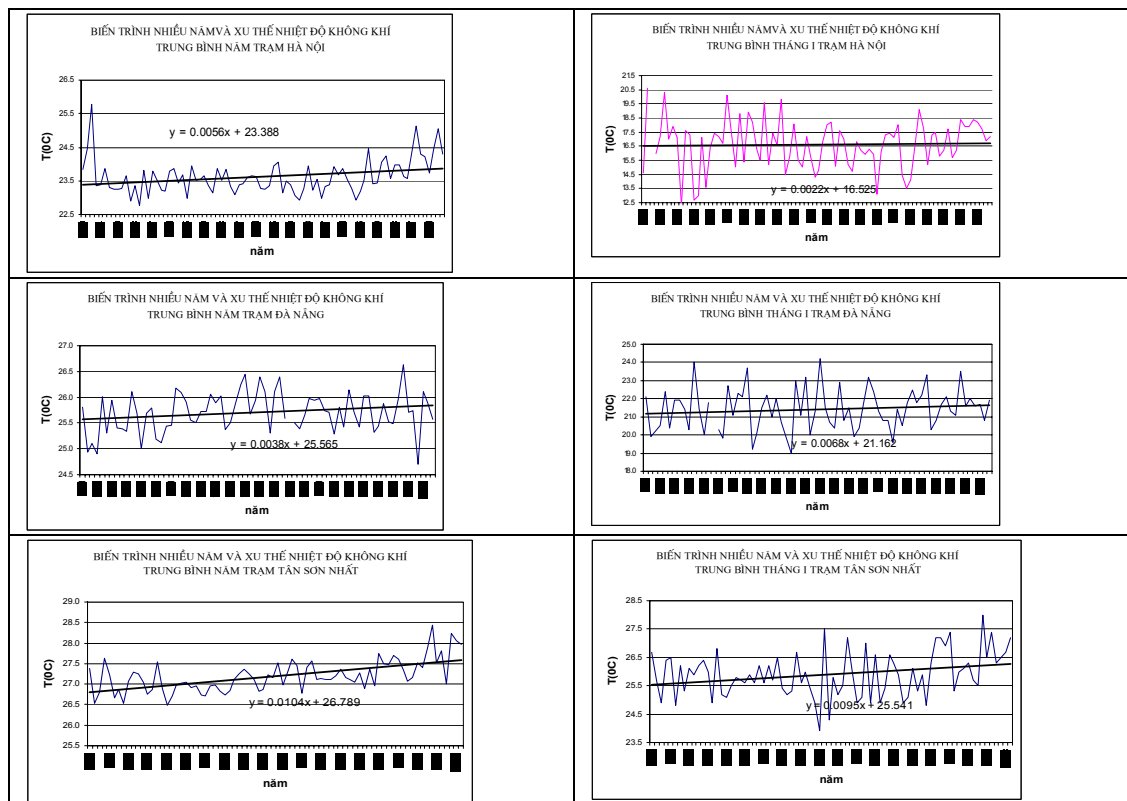 BIẾN TRÌNH NHIỀU NĂMVÀ XU THẾ NHIỆT ĐỘ KHÔNG KHÍ
TRUNG BÌNH NĂM TRẠM HÀ NỘI
26.5
25.5
24.5
23.5
22.5
T(0C)
y = 0.0056x + 23.388
năm
BIẾN TRÌNH NHIỀU NĂMVÀ XU THẾ NHIỆT ĐỘ KHÔNG KHÍ
TRUNG BÌNH THÁNG I TRẠM HÀ NỘI
21.5
20.5
19.5
18.5
17.5
16.5
15.5
14.5
13.5
12.5
T(0C)
y = 0.0022x + 16.525
năm
BIẾN TRÌNH NHIỀU NĂM VÀ XU THẾ NHIỆT ĐỘ KHÔNG KHÍ
TRUNG BÌNH NĂM TRẠM ĐÀ NẴNG
27.0
26.5
26.0
25.5
25.0
24.5
T(0C)
y = 0.0038x + 25.565
năm
BIẾN TRÌNH NHIỀU NĂM VÀ XU THẾ NHIỆT ĐỘ KHÔNG KHÍ
TRUNG BÌNH THÁNG I TRẠM ĐÀ NẴNG
25.0
24.0
23.0
22.0
21.0
20.0
19.0
18.0
T(0C)
y = 0.0068x + 21.162
năm
BIẾN TRÌNH NHIỀU NĂM VÀ XU THẾ NHIỆT ĐỘ KHÔNG KHÍ
TRUNG BÌNH NĂM TRẠM TÂN SƠN NHẤT
29.0
28.5
28.0
27.5
27.0
26.5
26.0
25.5
T(0C)
y = 0.0104x + 26.789
năm
BIẾN TRÌNH NHIỀU NĂM VÀ XU THẾ NHIỆT ĐỘ KHÔNG KHÍ
TRUNG BÌNH THÁNG I TRẠM TÂN SƠN NHẤT
28.5
27.5
26.5
25.5
24.5
23.5
T(0C)
y = 0.0095x + 25.541
năm